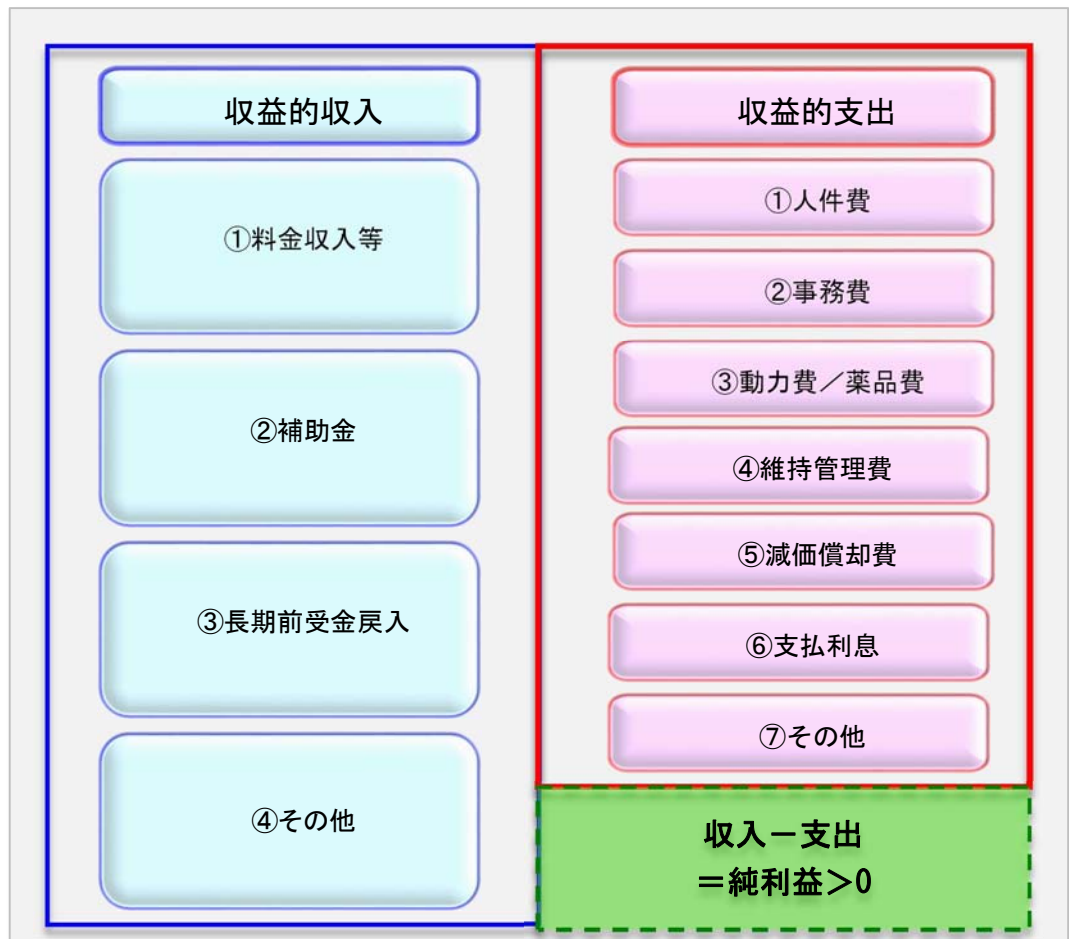 収益的収入
①料金収入等
②補助金
③長期前受金戻入
④その他
収益的支出
①人件費
②事務費
③動力費／薬品費
④維持管理費
⑤減価償却費
⑥支払利息
⑦その他
収入－支出
＝純利益＞0